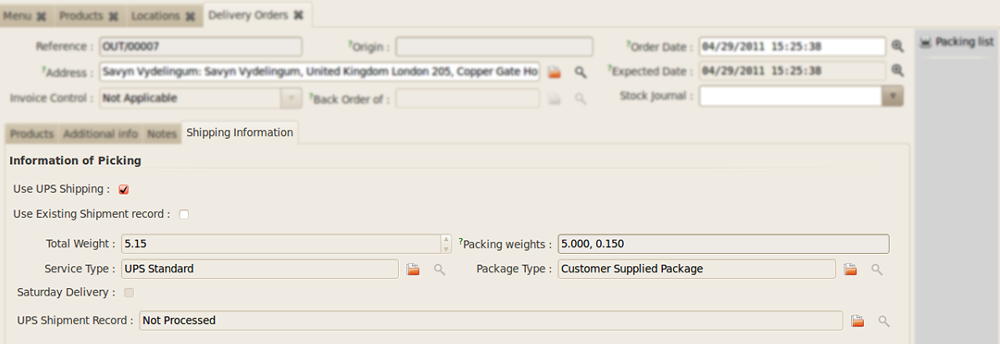 Menu Products Locations Delivery Orders
Reference : OUT/00007 ?Origin : ?Order Date : 04/29/2011 15:25:38 Packing list
?Address : Savyn Vydelingum: Savyn Vydelingum, United Kingdom London 205, Copper Gate Ho ?Expected Date : 04/29/2011 15:25:38
Invoice Control : Not Applicable ?Back Order of : Stock Journal :
Products Additional info Notes Shipping Information
Information of Picking
Use UPS Shipping :
Use Existing Shipment record :
Total Weight : 5.15 ?Packing weights : 5.000, 0.150
Service Type : UPS Standard Package Type : Customer Supplied Package
Saturday Delivery :
UPS Shipment Record : Not Processed